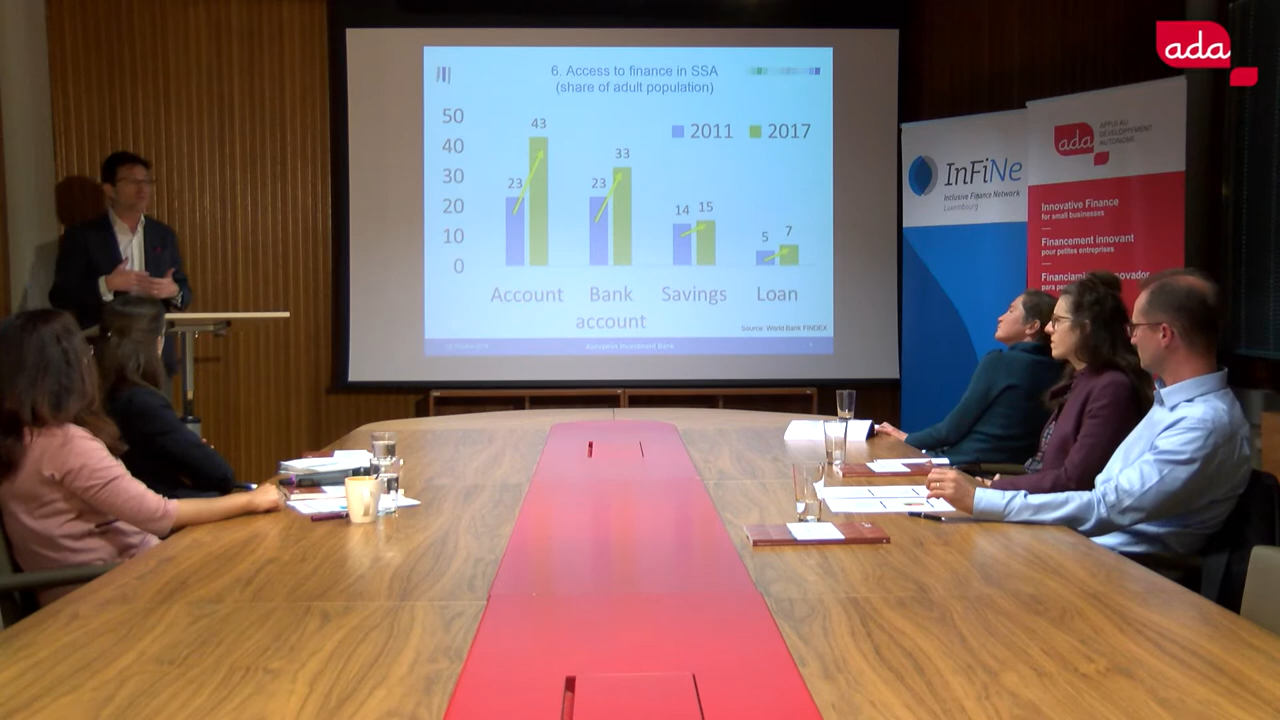 6. Access to finance in SSA
(share of adult population)
50
40
30
20
10
0
2011
2017
23
43
23
33
14
15
5
7
Account
Bank
account
Savings
Loan
Source: World Bank FINDEX
European Investment Bank
InFiNe
Inclusive Finance Network
Luxembourg
ada
APPUI AU
DÉVELOPPEMENT
AUTONOME
Innovative Finance
for small businesses
Financement innovant
pour petites entreprises
ada